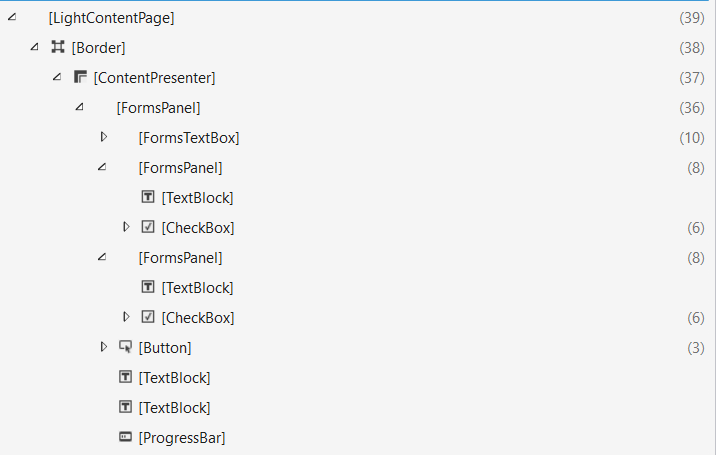 [LightContentPage] (39)
[Border] (38)
[ContentPresenter] (37)
[FormsPanel] (36)
[FormsTextBox] (10)
[FormsPanel] (8)
[TextBlock]
[CheckBox] (6)
[FormsPanel] (8)
[TextBlock]
[CheckBox] (6)
[Button] (3)
[TextBlock]
[TextBlock]
[ProgressBar]